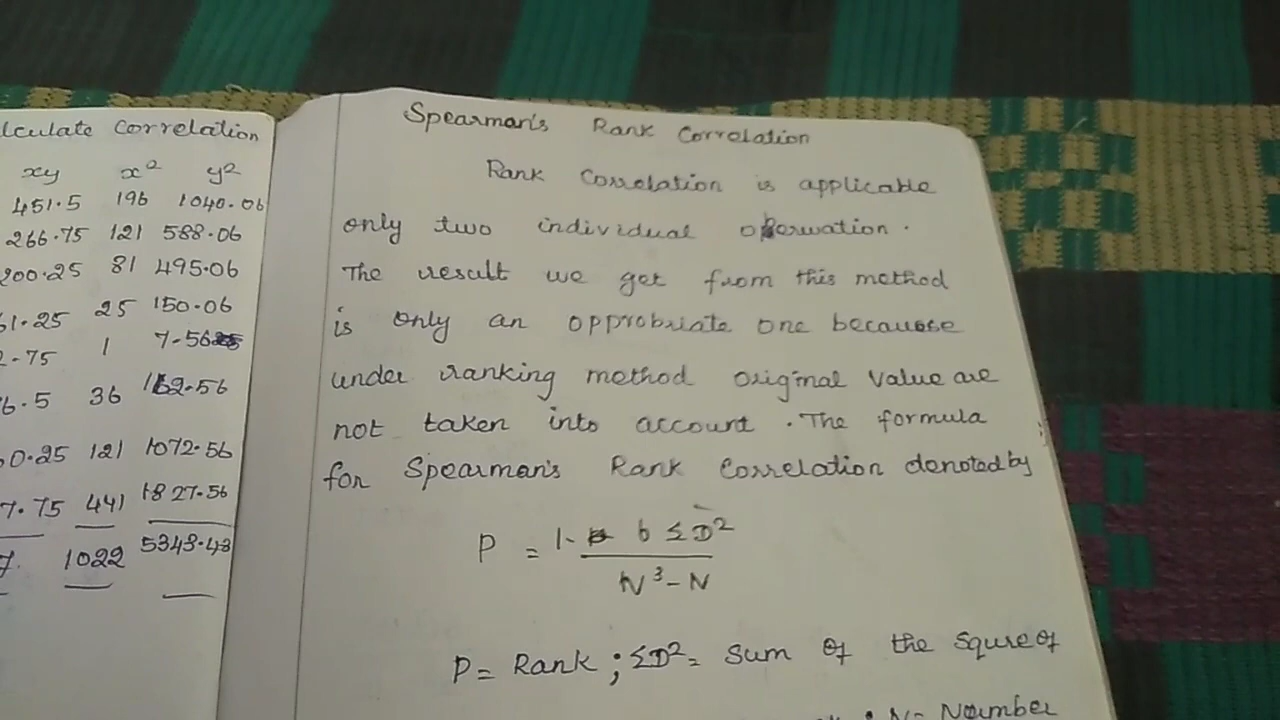 lculate Correlation
xy x² y²
451.5 196 1040.06
266.75 121 588.06
200.25 81 495.06
61.25 25 150.06
2.75 1 7.5625
6.5 36 162.56
0.25 121 1072.56
7.75 441 1827.56
7. 1022 5343.43
Spearman's Rank Correlation
Rank Correlation is applicable
only two individual observation.
The result we get from this method
is only an opprobriate one becauose
under ranking method original value are
not taken into account. The formula
for Spearman's Rank Correlation denoted by
P = 1- 6 ΣD²
N³-N
P = Rank ; ΣD² = Sum of the Squre of
; N= Number